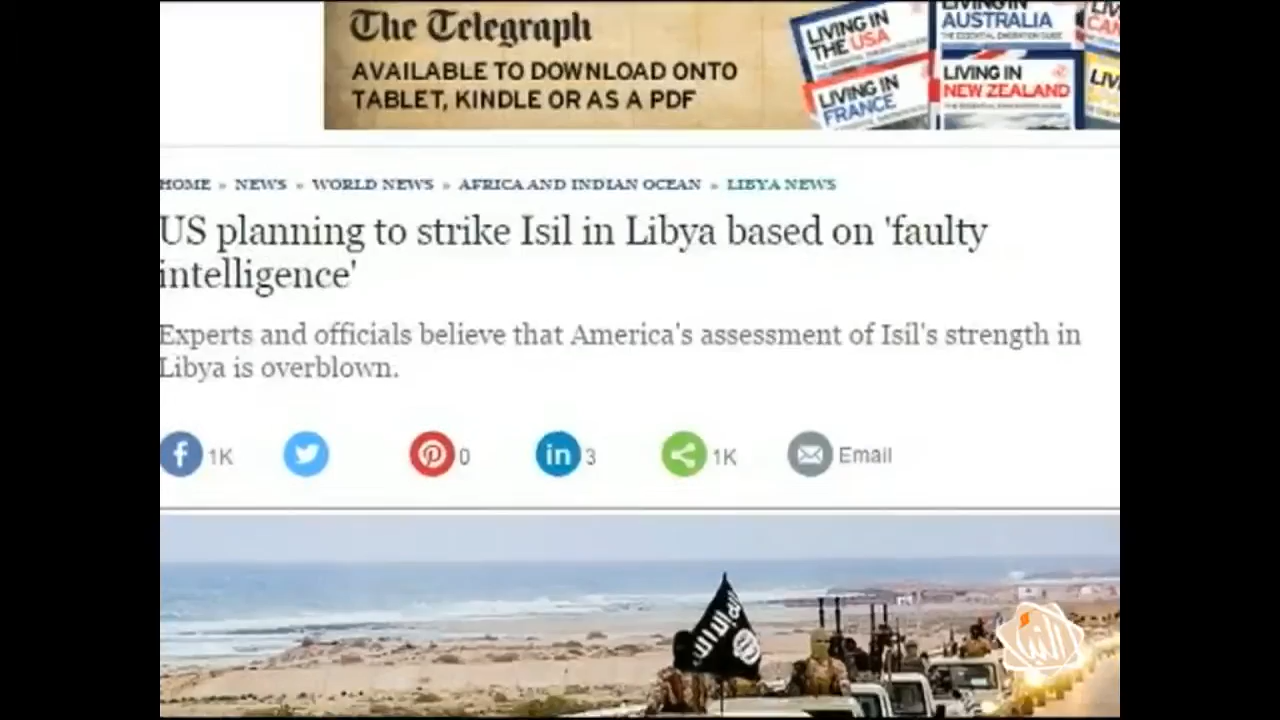 The Telegraph
AVAILABLE TO DOWNLOAD ONTO
TABLET, KINDLE OR AS A PDF
LIVING IN
THE USA
LIVING IN
FRANCE
LIVING IN
AUSTRALIA
LIVING IN
NEW ZEALAND
HOME » NEWS » WORLD NEWS » AFRICA AND INDIAN OCEAN » LIBYA NEWS
US planning to strike Isil in Libya based on 'faulty
intelligence'
Experts and officials believe that America's assessment of Isil's strength in
Libya is overblown.
1K
0
in 3
1K
Email
النبأ